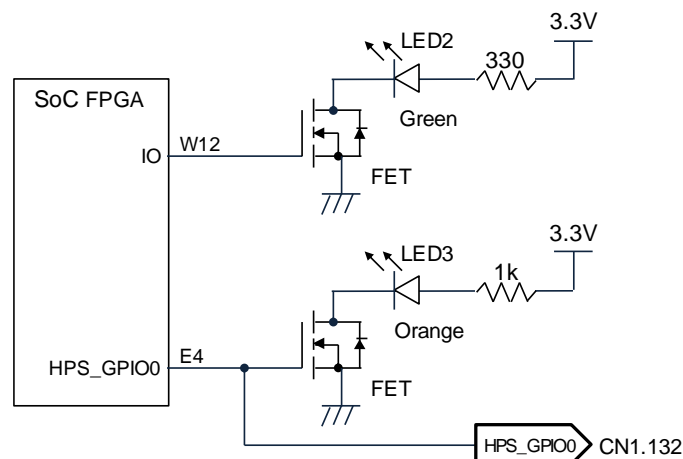 3.3V
LED2
330
SoC FPGA
Green
IO
W12
FET
3.3V
LED3
1k
Orange
HPS_GPIO0
E4
FET
HPS_GPIO0
CN1.132